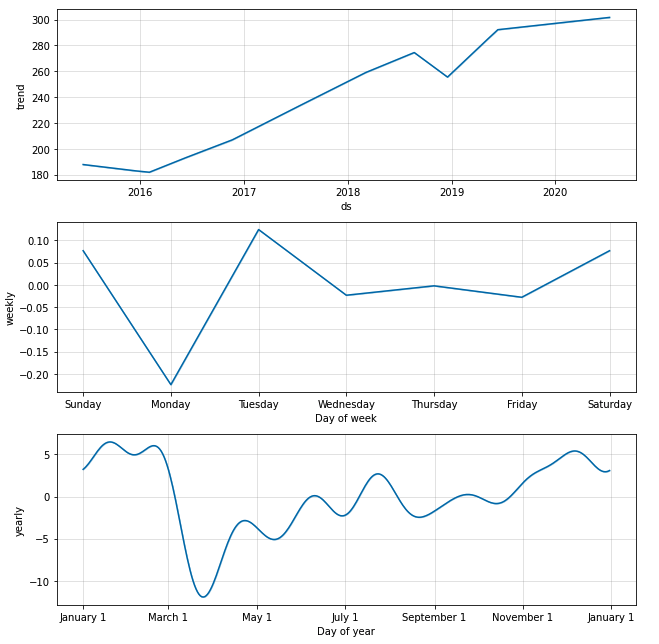 300
280
260
240
220
200
180
trend
2016 2017 2018 2019 2020
ds
0.10
0.05
0.00
−0.05
−0.10
−0.15
−0.20
weekly
Sunday Monday Tuesday Wednesday Thursday Friday Saturday
Day of week
5
0
−5
−10
yearly
January 1 March 1 May 1 July 1 September 1 November 1 January 1
Day of year